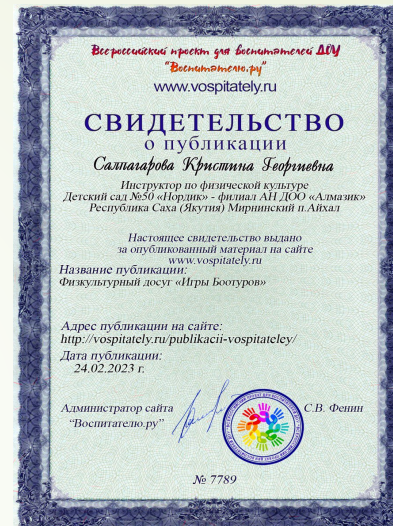 Всероссийский проект для воспитателей ДОУ
"Воспитателю.ру"
www.vospitately.ru
СВИДЕТЕЛЬСТВО
о публикации
Салпагарова Кристина Георгиевна
Инструктор по физической культуре
Детский сад №50 «Нордик» - филиал АН ДОО «Алмазик»
Республика Саха (Якутия) Мирнинский п.Айхал
Настоящее свидетельство выдано
за опубликованный материал на сайте
www.vospitately.ru
Название публикации:
Физкультурный досуг «Игры Боотуров»
Адрес публикации на сайте:
http://vospitately.ru/publikacii-vospitateley/
Дата публикации:
24.02.2023 г.
Администратор сайта
"Воспитателю.ру"
С.В. Фенин
№ 7789